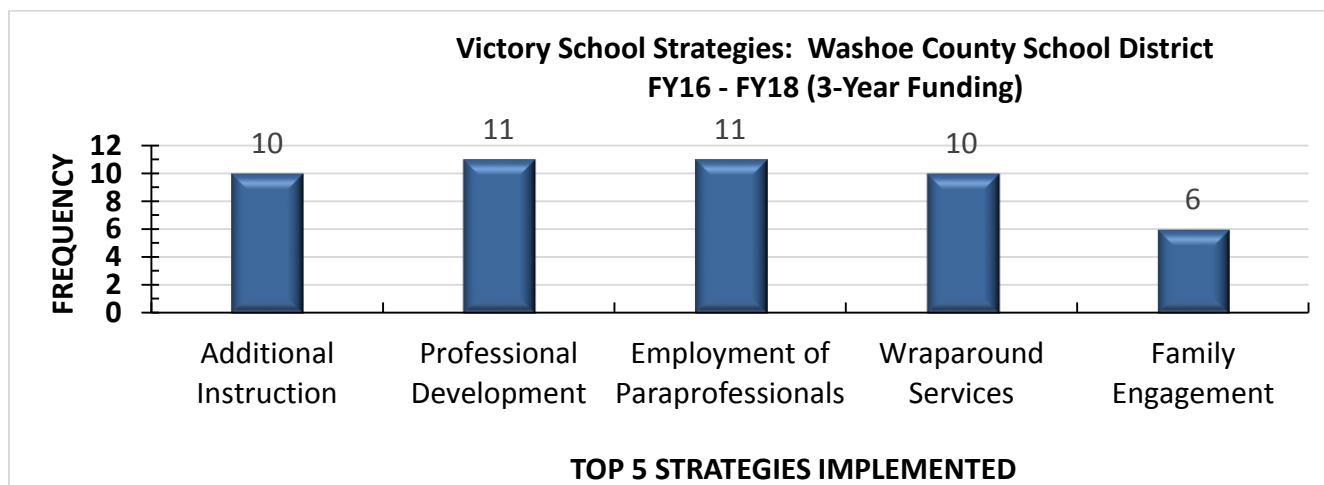 Victory School Strategies: Washoe County School District
FY16 - FY18 (3-Year Funding)
FREQUENCY
12
10
8
6
4
2
0
10
11
11
10
6
Additional
Instruction
Professional
Development
Employment of
Paraprofessionals
Wraparound
Services
Family
Engagement
TOP 5 STRATEGIES IMPLEMENTED